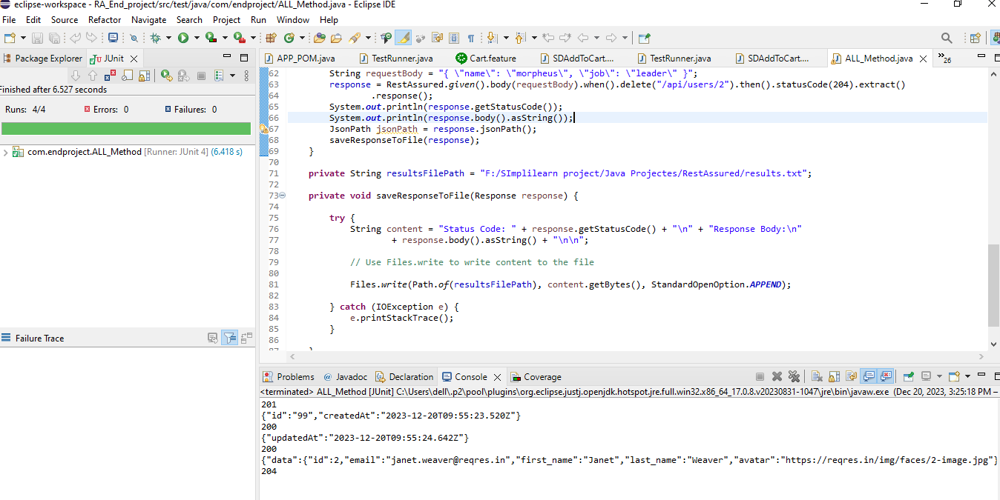 eclipse-workspace - RA_End_project/src/test/java/com/endproject/ALL_Method.java - Eclipse IDE
File Edit Source Refactor Navigate Search Project Run Window Help
Package Explorer JUnit
Finished after 6.527 seconds
Runs: 4/4 Errors: 0 Failures: 0
com.endproject.ALL_Method [Runner: JUnit 4] (6.418 s)
Failure Trace
APP_POM.java TestRunner.java Cart.feature SDAddToCart.... TestRunner.java SDAddToCart.... ALL_Method.java »26
62 String requestBody = "{ \"name\": \"morpheus\", \"job\": \"leader\" }";
63 response = RestAssured.given().body(requestBody).when().delete("/api/users/2").then().statusCode(204).extract()
64 .response();
65 System.out.println(response.getStatusCode());
66 System.out.println(response.body().asString());
67 JsonPath jsonPath = response.jsonPath();
68 saveResponseToFile(response);
69 }
70
71 private String resultsFilePath = "F:/SImplilearn project/Java Projectes/RestAssured/results.txt";
72
73 private void saveResponseToFile(Response response) {
74
75 try {
76 String content = "Status Code: " + response.getStatusCode() + "\n" + "Response Body:\n"
77 + response.body().asString() + "\n\n";
78
79 // Use Files.write to write content to the file
80
81 Files.write(Path.of(resultsFilePath), content.getBytes(), StandardOpenOption.APPEND);
82
83 } catch (IOException e) {
84 e.printStackTrace();
85 }
86
87 }
Problems @ Javadoc Declaration Console Coverage
<terminated> ALL_Method [JUnit] C:\Users\dell\.p2\pool\plugins\org.eclipse.justj.openjdk.hotspot.jre.full.win32.x86_64_17.0.8.v20230831-1047\jre\bin\javaw.exe (Dec 20, 2023, 3:25:18 PM –
201
{"id":"99","createdAt":"2023-12-20T09:55:23.520Z"}
200
{"updatedAt":"2023-12-20T09:55:24.642Z"}
200
{"data":{"id":2,"email":"janet.weaver@reqres.in","first_name":"Janet","last_name":"Weaver","avatar":"https://reqres.in/img/faces/2-image.jpg"}
204